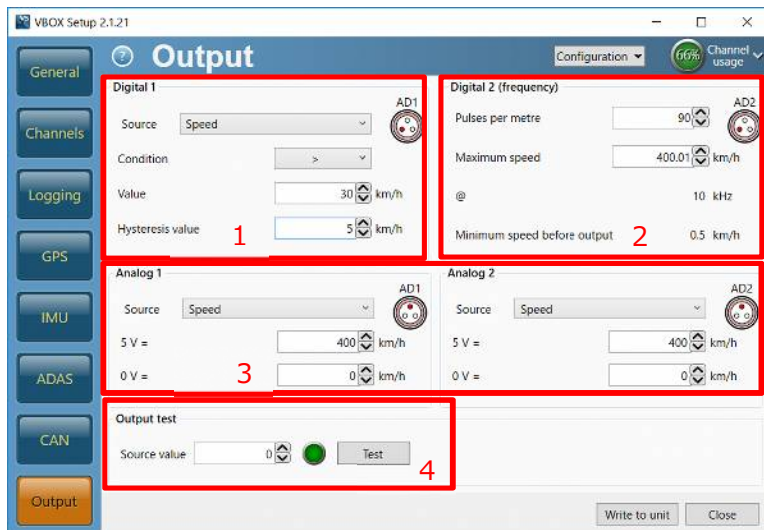 VBOX Setup 2.1.21
Output
Configuration
66%
Channel usage
General
Channels
Logging
GPS
IMU
ADAS
CAN
Output
Digital 1
AD1
Source Speed
Condition >
Value 30 km/h
Hysteresis value 5 km/h
1
Digital 2 (frequency)
AD2
Pulses per metre 90
Maximum speed 400.01 km/h
@ 10 kHz
Minimum speed before output 0.5 km/h
2
Analog 1
AD1
Source Speed
5 V = 400 km/h
0 V = 0 km/h
3
Analog 2
AD2
Source Speed
5 V = 400 km/h
0 V = 0 km/h
Output test
Source value 0 Test
4
Write to unit Close